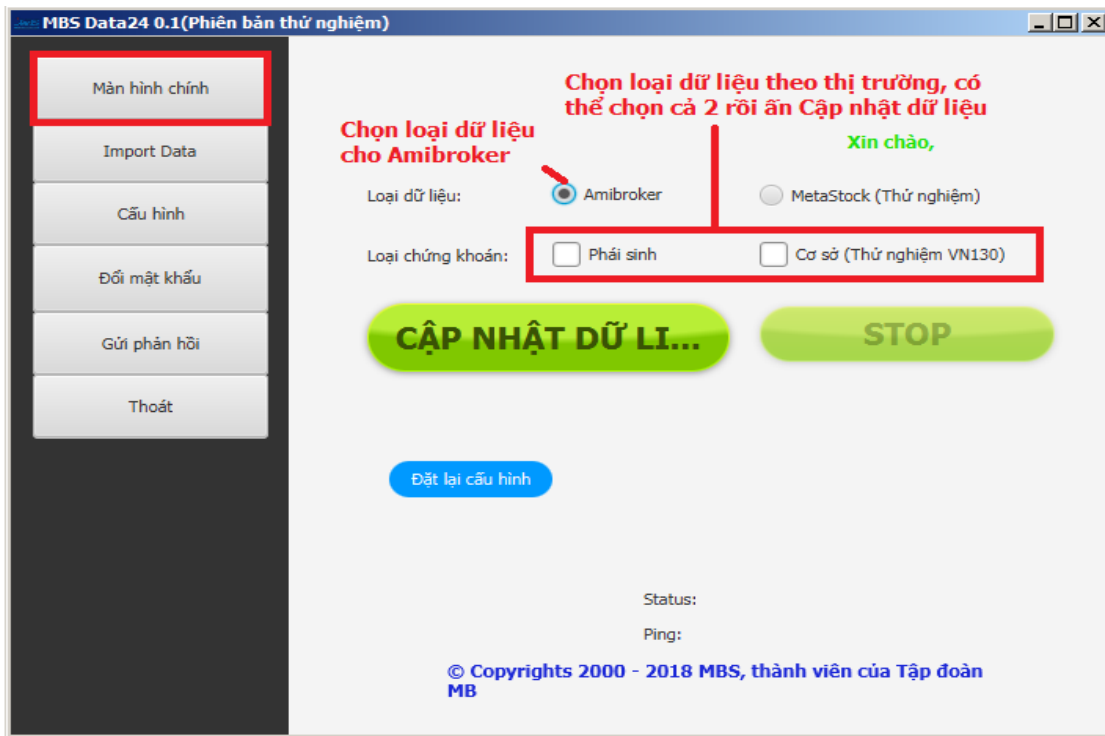 MBS Data24 0.1(Phiên bản thử nghiệm)
Màn hình chính
Import Data
Cấu hình
Đổi mật khẩu
Gửi phản hồi
Thoát
Chọn loại dữ liệu theo thị trường, có
thể chọn cả 2 rồi ấn Cập nhật dữ liệu
Chọn loại dữ liệu
cho Amibroker
Xin chào,
Loại dữ liệu:
Amibroker
MetaStock (Thử nghiệm)
Loại chứng khoán:
Phái sinh
Cơ sở (Thử nghiệm VN130)
CẬP NHẬT DỮ LI...
STOP
Đặt lại cấu hình
Status:
Ping:
© Copyrights 2000 - 2018 MBS, thành viên của Tập đoàn
MB